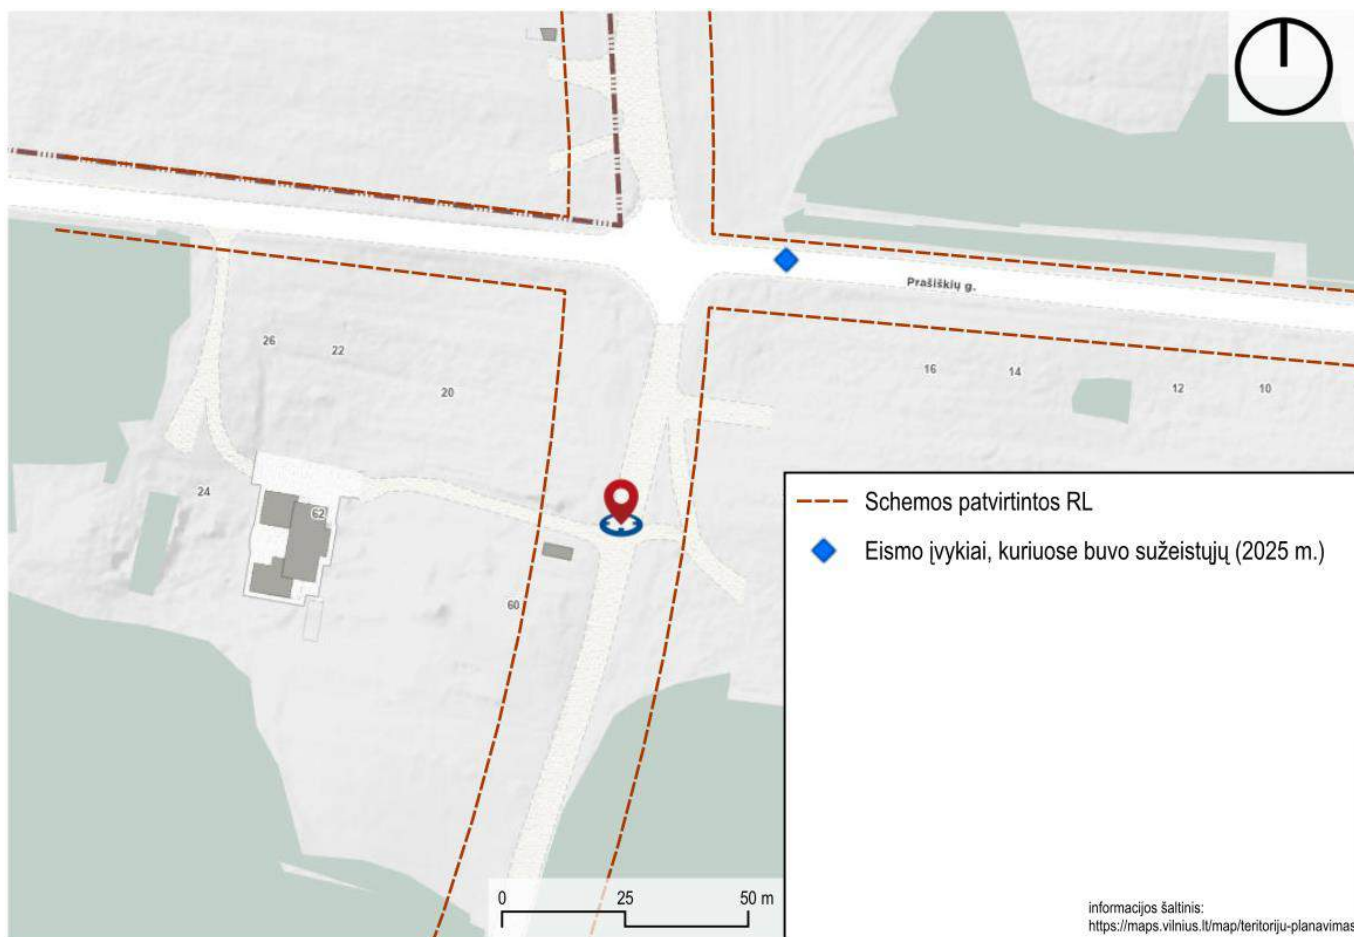 Prašiškių g.
26
22
20
16
14
12
10
24
62
60
Schemos patvirtintos RL
Eismo įvykiai, kuriuose buvo sužeistųjų (2025 m.)
0 25 50 m
informacijos šaltinis:
https://maps.vilnius.lt/map/teritoriju-planavimas